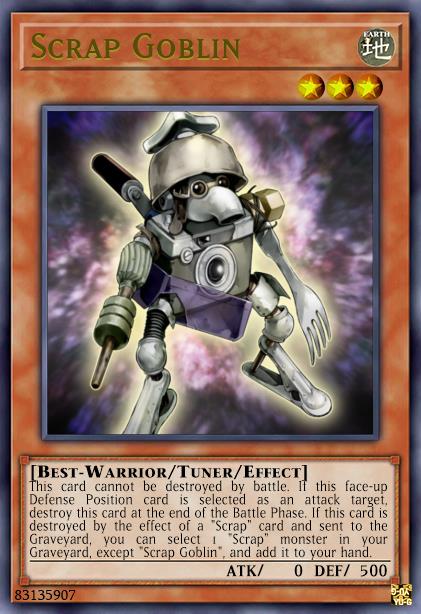 Scrap Goblin
EARTH
地
[Best-Warrior/Tuner/Effect]
This card cannot be destroyed by battle. If this face-up
Defense Position card is selected as an attack target,
destroy this card at the end of the Battle Phase. If this card is
destroyed by the effect of a "Scrap" card and sent to the
Graveyard, you can select 1 "Scrap" monster in your
Graveyard, except "Scrap Goblin", and add it to your hand.
ATK/ 0 DEF/ 500
83135907